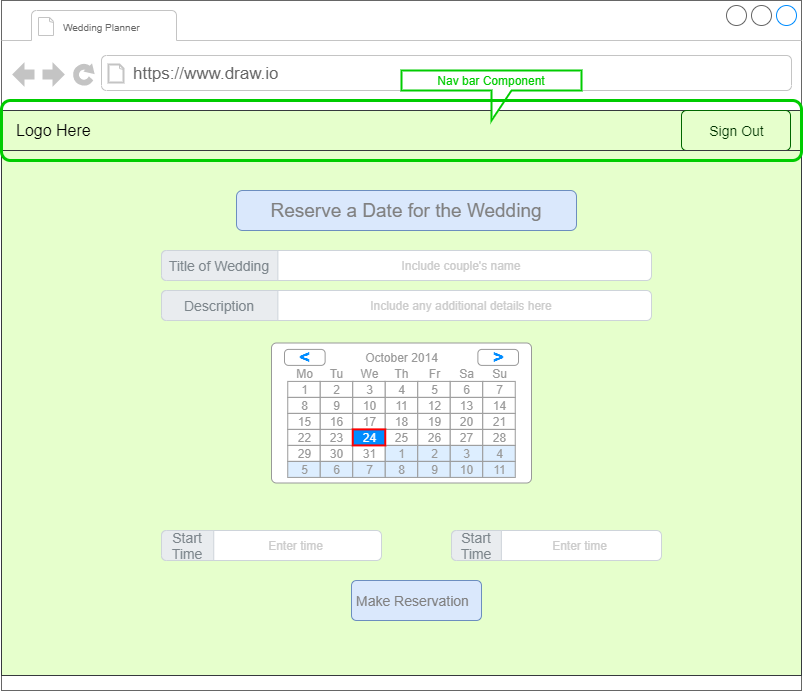 Wedding Planner
https://www.draw.io
Nav bar Component
Logo Here
Sign Out
Reserve a Date for the Wedding
Title of Wedding Include couple's name
Description Include any additional details here
< October 2014 >
Mo Tu We Th Fr Sa Su
1 2 3 4 5 6 7
8 9 10 11 12 13 14
15 16 17 18 19 20 21
22 23 24 25 26 27 28
29 30 31 1 2 3 4
5 6 7 8 9 10 11
Start
Time
Enter time
Start
Time
Enter time
Make Reservation